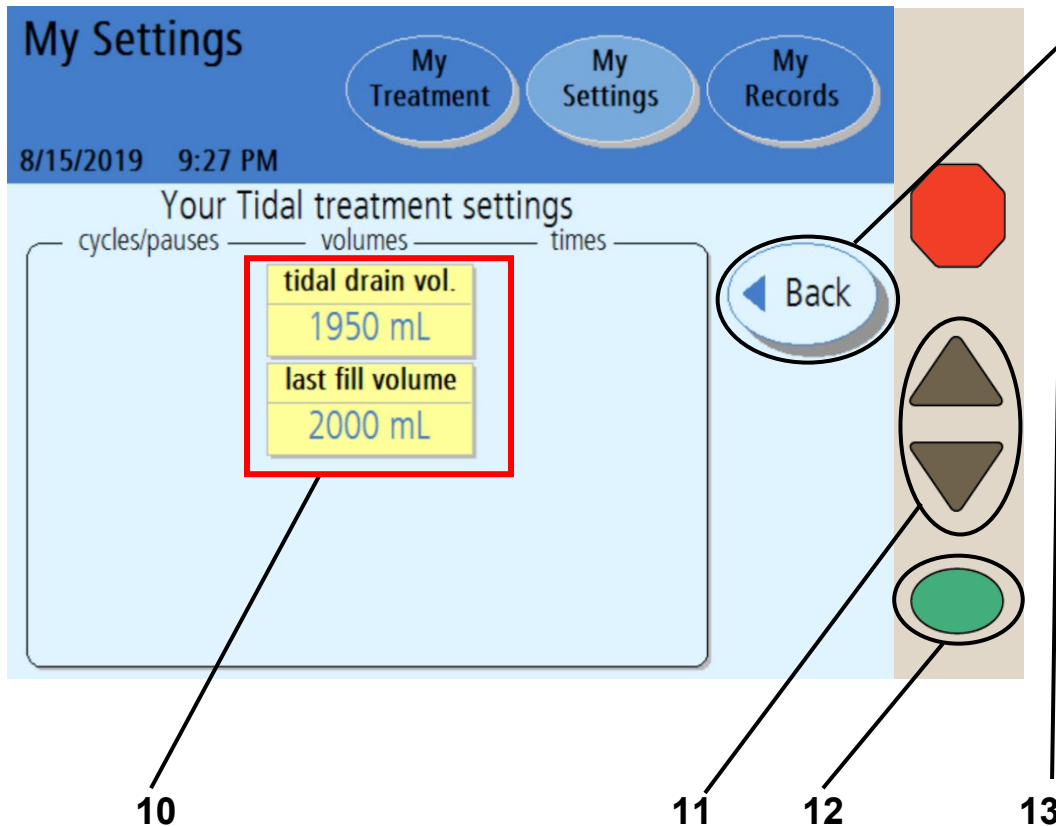 My Settings
My Treatment
My Settings
My Records
8/15/2019 9:27 PM
Your Tidal treatment settings
cycles/pauses volumes times
tidal drain vol.
1950 mL
last fill volume
2000 mL
Back
10 11 12 13